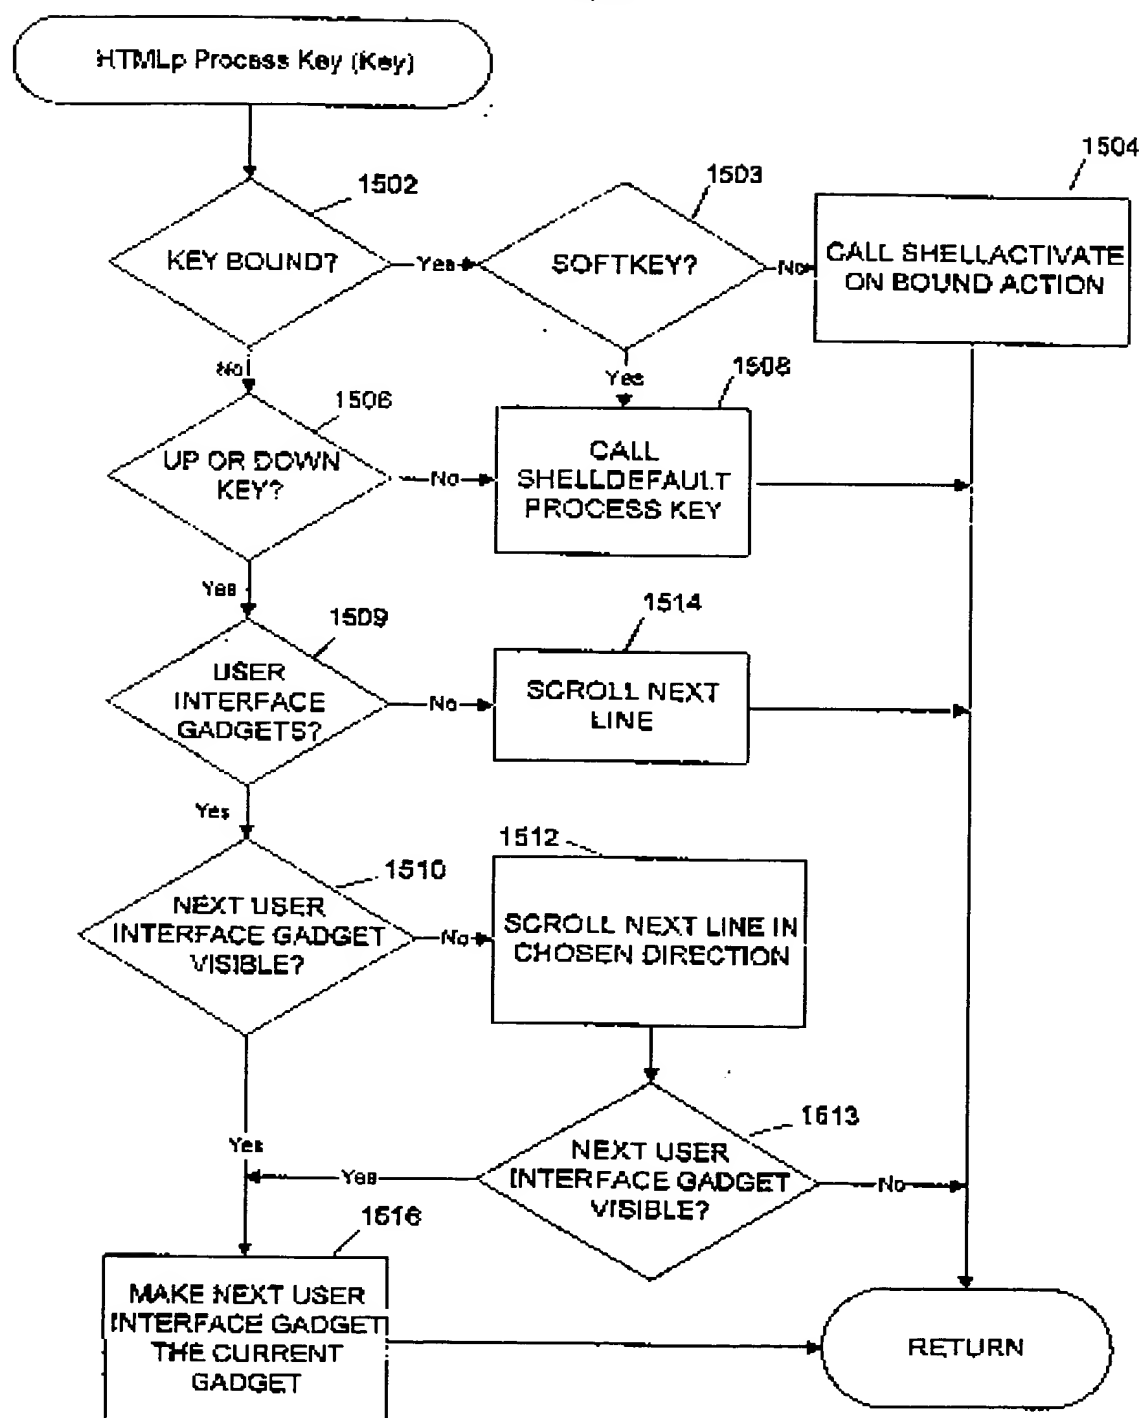 HTMLp Process Key (Key)
1502
1503
1504
KEY BOUND?
Yes
SOFTKEY?
No
CALL SHELLACTIVATE
ON BOUND ACTION
No
Yes
1506
1508
UP OR DOWN
KEY?
No
CALL
SHELLDEFAULT
PROCESS KEY
Yes
1509
1514
USER
INTERFACE
GADGETS?
No
SCROLL NEXT
LINE
Yes
1510
1512
NEXT USER
INTERFACE GADGET
VISIBLE?
No
SCROLL NEXT LINE IN
CHOSEN DIRECTION
Yes
1513
NEXT USER
INTERFACE GADGET
VISIBLE?
Yes
No
1516
MAKE NEXT USER
INTERFACE GADGET
THE CURRENT
GADGET
RETURN